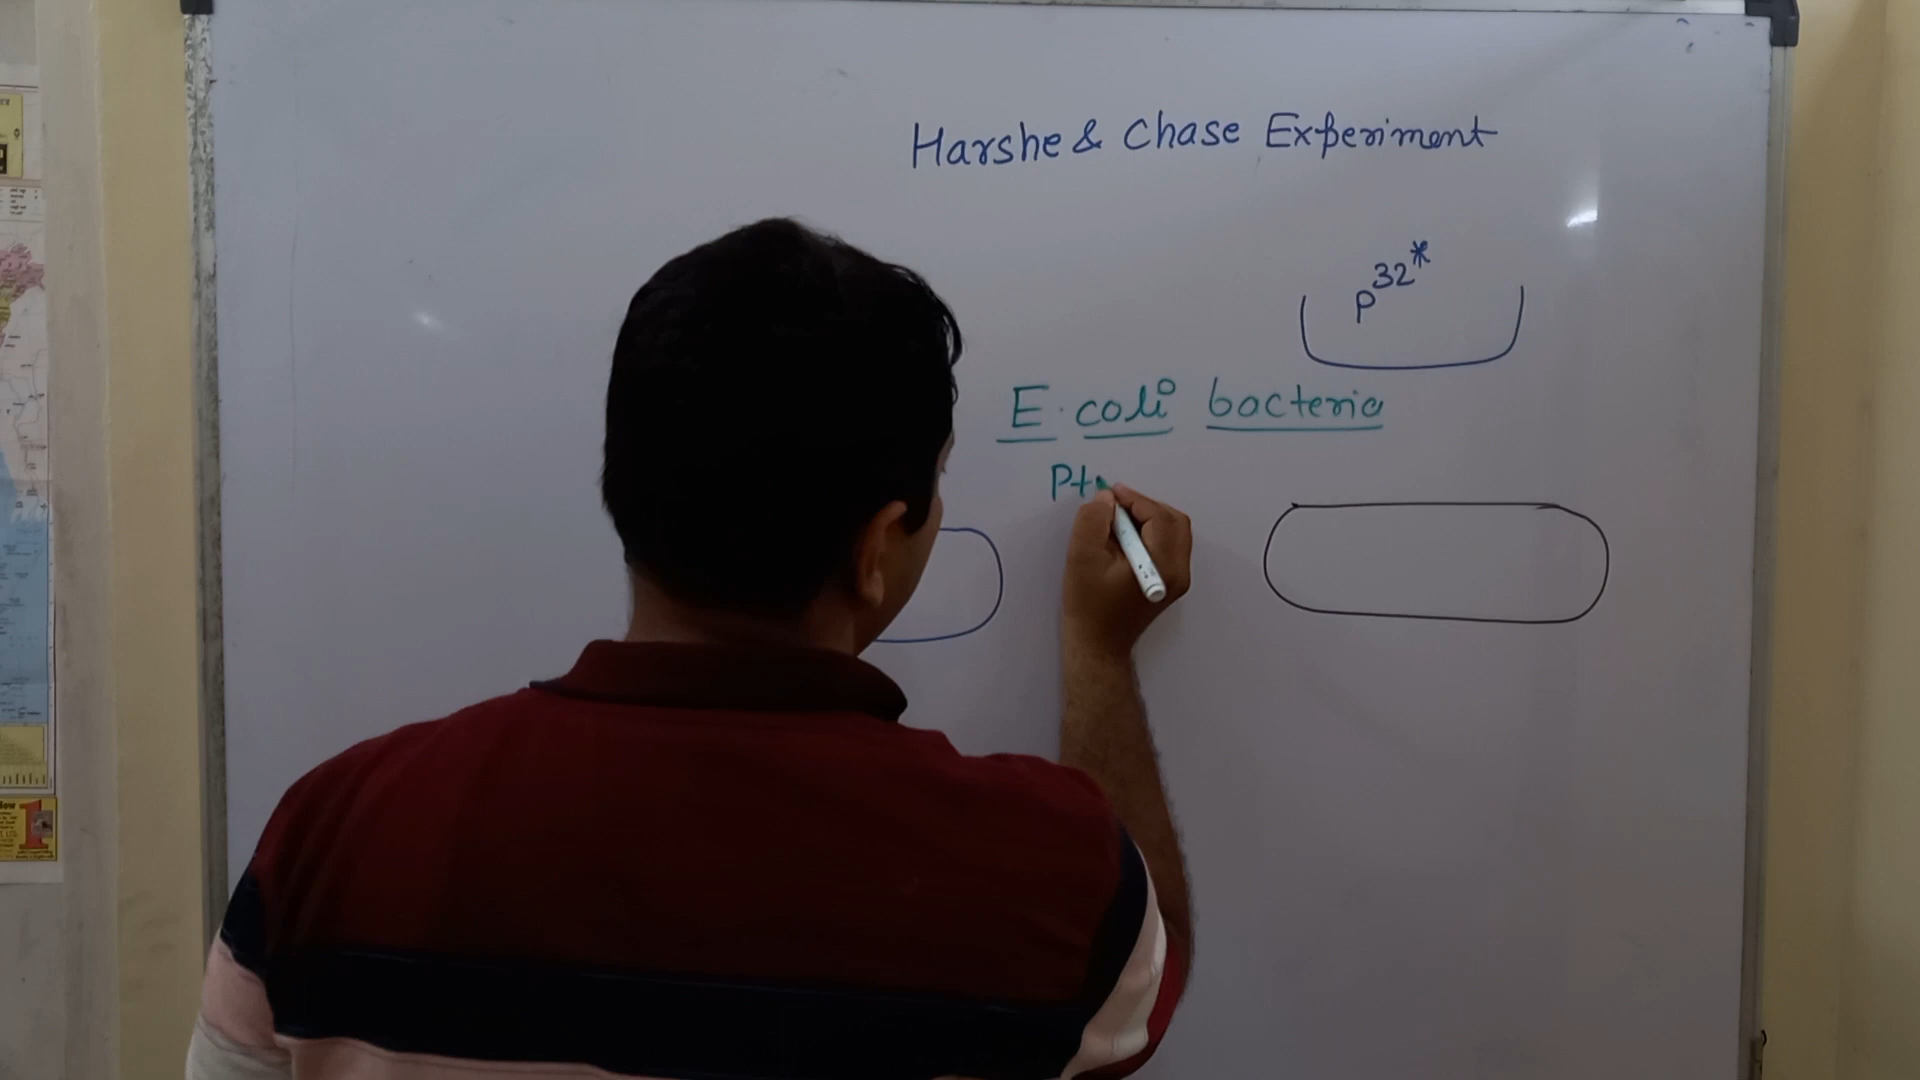 Harshe & Chase Experiment
P32*
E. coli bacteria
Pt